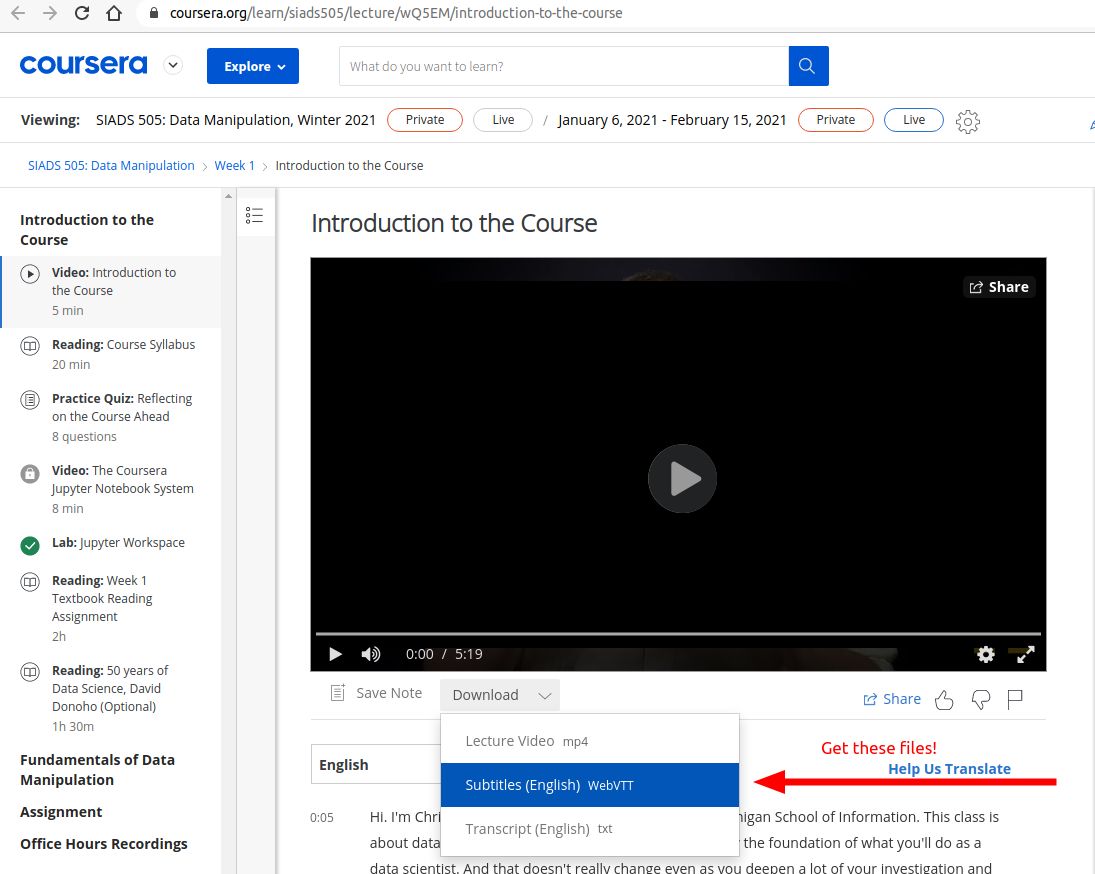 coursera.org/learn/siads505/lecture/wQ5EM/introduction-to-the-course
coursera
Explore
What do you want to learn?
Viewing: SIADS 505: Data Manipulation, Winter 2021 Private Live / January 6, 2021 - February 15, 2021 Private Live
SIADS 505: Data Manipulation > Week 1 > Introduction to the Course
Introduction to the
Course
Video: Introduction to
the Course
5 min
Reading: Course Syllabus
20 min
Practice Quiz: Reflecting
on the Course Ahead
8 questions
Video: The Coursera
Jupyter Notebook System
8 min
Lab: Jupyter Workspace
Reading: Week 1
Textbook Reading
Assignment
2h
Reading: 50 years of
Data Science, David
Donoho (Optional)
1h 30m
Fundamentals of Data
Manipulation
Assignment
Office Hours Recordings
Introduction to the Course
Share
0:00 / 5:19
Save Note
Download
Share
Lecture Video mp4
Subtitles (English) WebVTT
Transcript (English) txt
English
Get these files!
Help Us Translate
0:05
Hi. I'm Chri igan School of Information. This class is
about data the foundation of what you'll do as a
data scientist. And that doesn't really change even as you deepen a lot of your investigation and